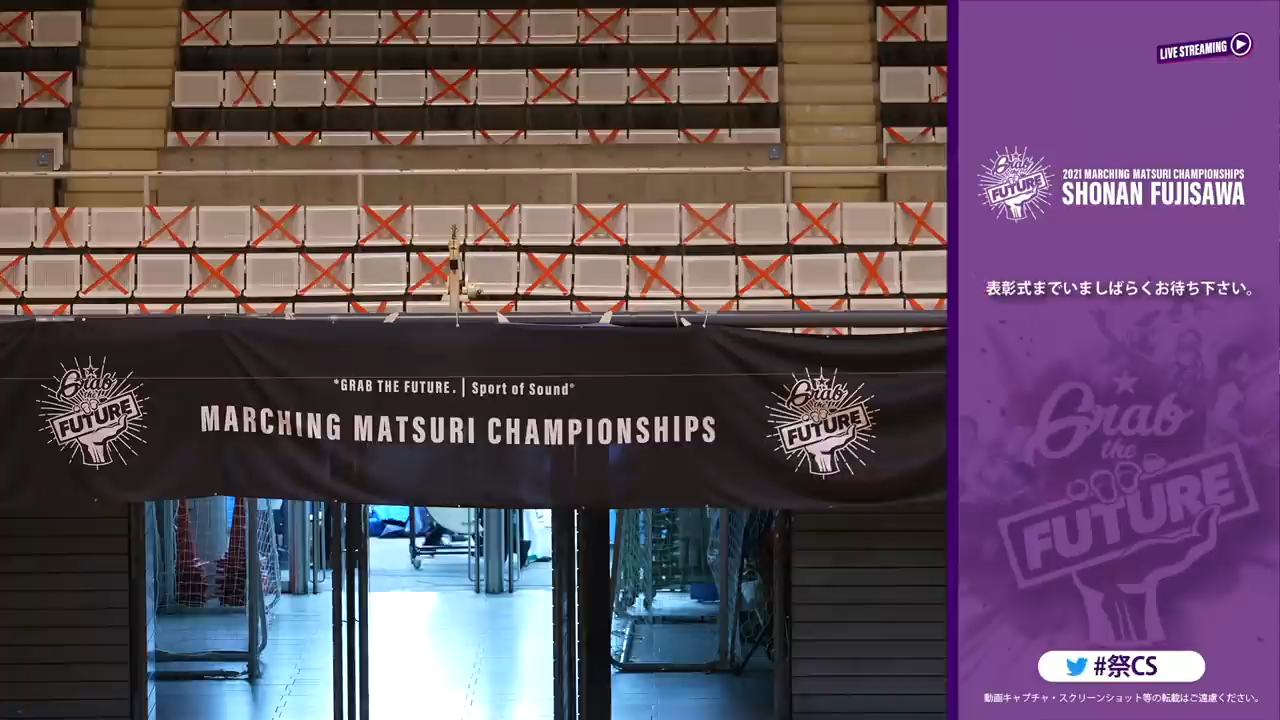 LIVE STREAMING
Grab
the
FUTURE
2021 MARCHING MATSURI CHAMPIONSHIPS
SHONAN FUJISAWA
表彰式までいましばらくお待ち下さい。
Grab
the
FUTURE
"GRAB THE FUTURE. | Sport of Sound"
MARCHING MATSURI CHAMPIONSHIPS
Grab
the
FUTURE
Grab
the
FUTURE
#祭CS
動画キャプチャ・スクリーンショット等の転載はご遠慮ください。